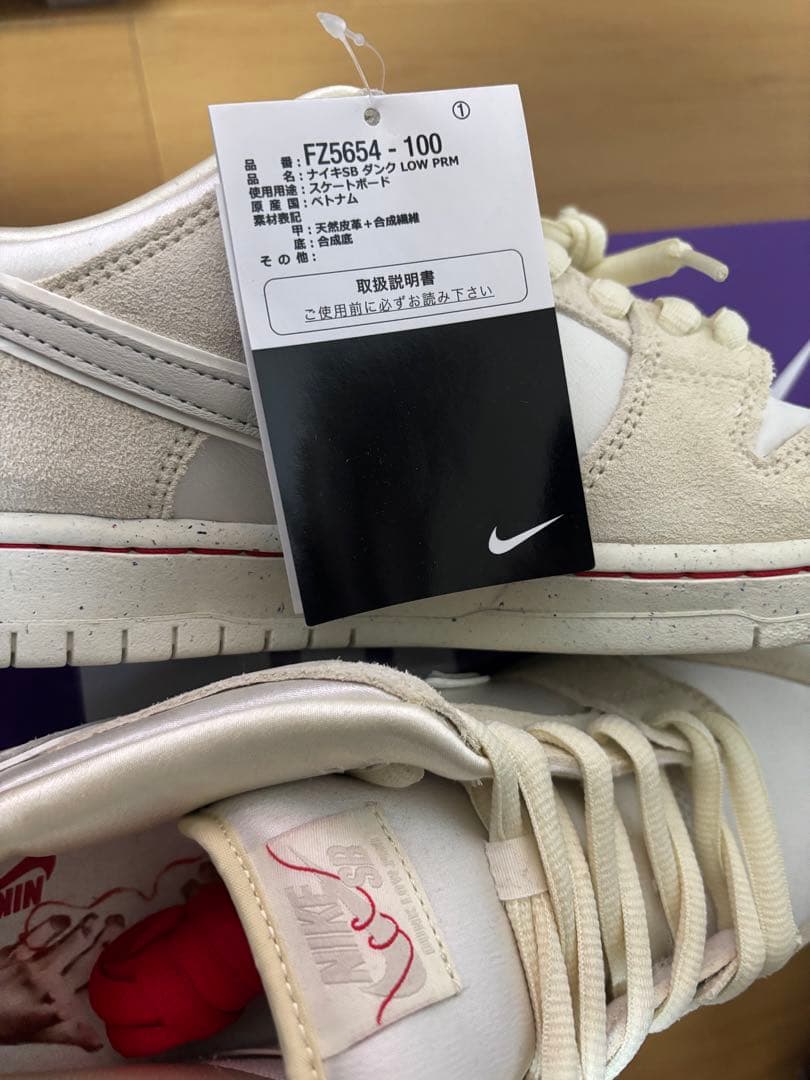 ①
品 番：FZ5654 - 100
品 名：ナイキSB ダンク LOW PRM
使用用途：スケートボード
原 産 国：ベトナム
素材表記
甲：天然皮革＋合成繊維
底：合成底
そ の 他：
取扱説明書
ご使用前に必ずお読み下さい
NIKE
SB
NIKE